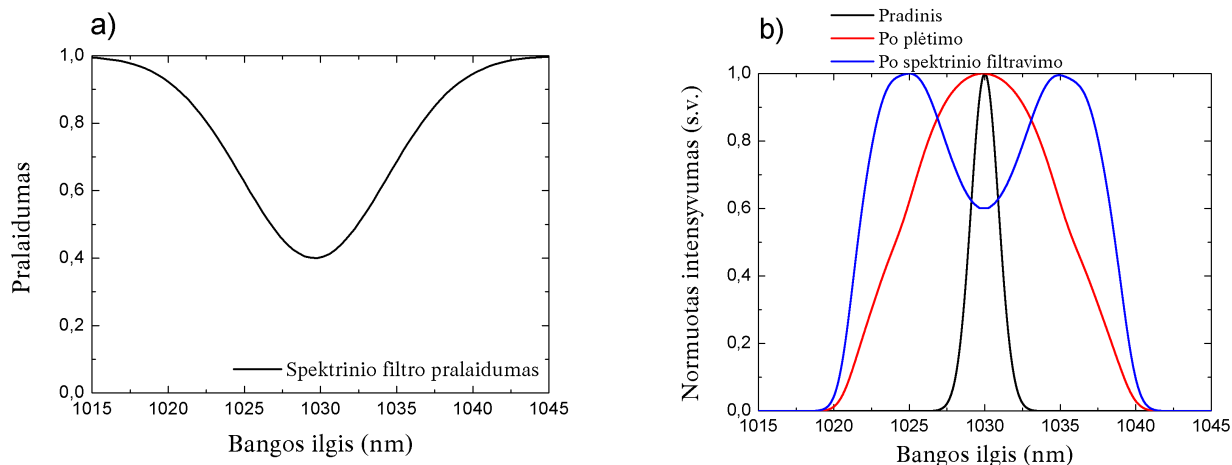 a)
Pralaidumas
1,0
0,8
0,6
0,4
0,2
0,0
Spektrinio filtro pralaidumas
1015 1020 1025 1030 1035 1040 1045
Bangos ilgis (nm)
b)
Pradinis
Po plėtimo
Po spektrinio filtravimo
Normuotas intensyvumas (s.v.)
1,0
0,8
0,6
0,4
0,2
0,0
1015 1020 1025 1030 1035 1040 1045
Bangos ilgis (nm)